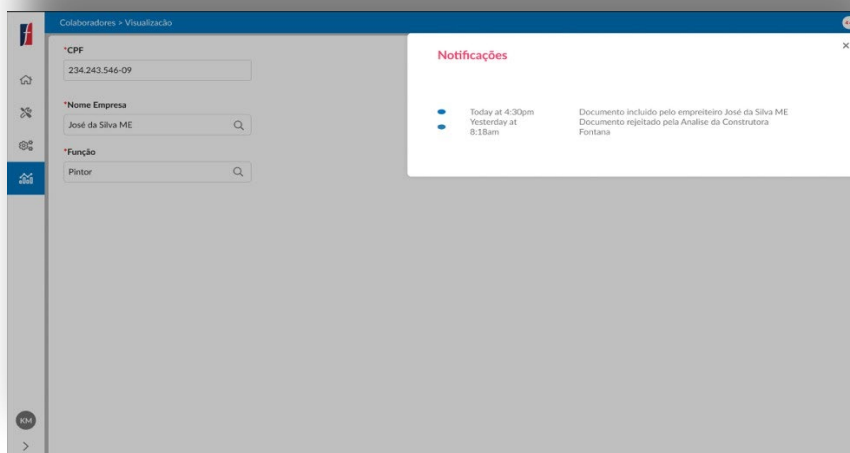 Colaboradores > Visualizacão
*CPF
234.243.546-09
*Nome Empresa
José da Silva ME
*Função
Pintor
Notificações
×
Today at 4:30pm Documento incluido pelo empreiteiro José da Silva ME
Yesterday at Documento rejeitado pela Analise da Construtora
8:18am Fontana
KM